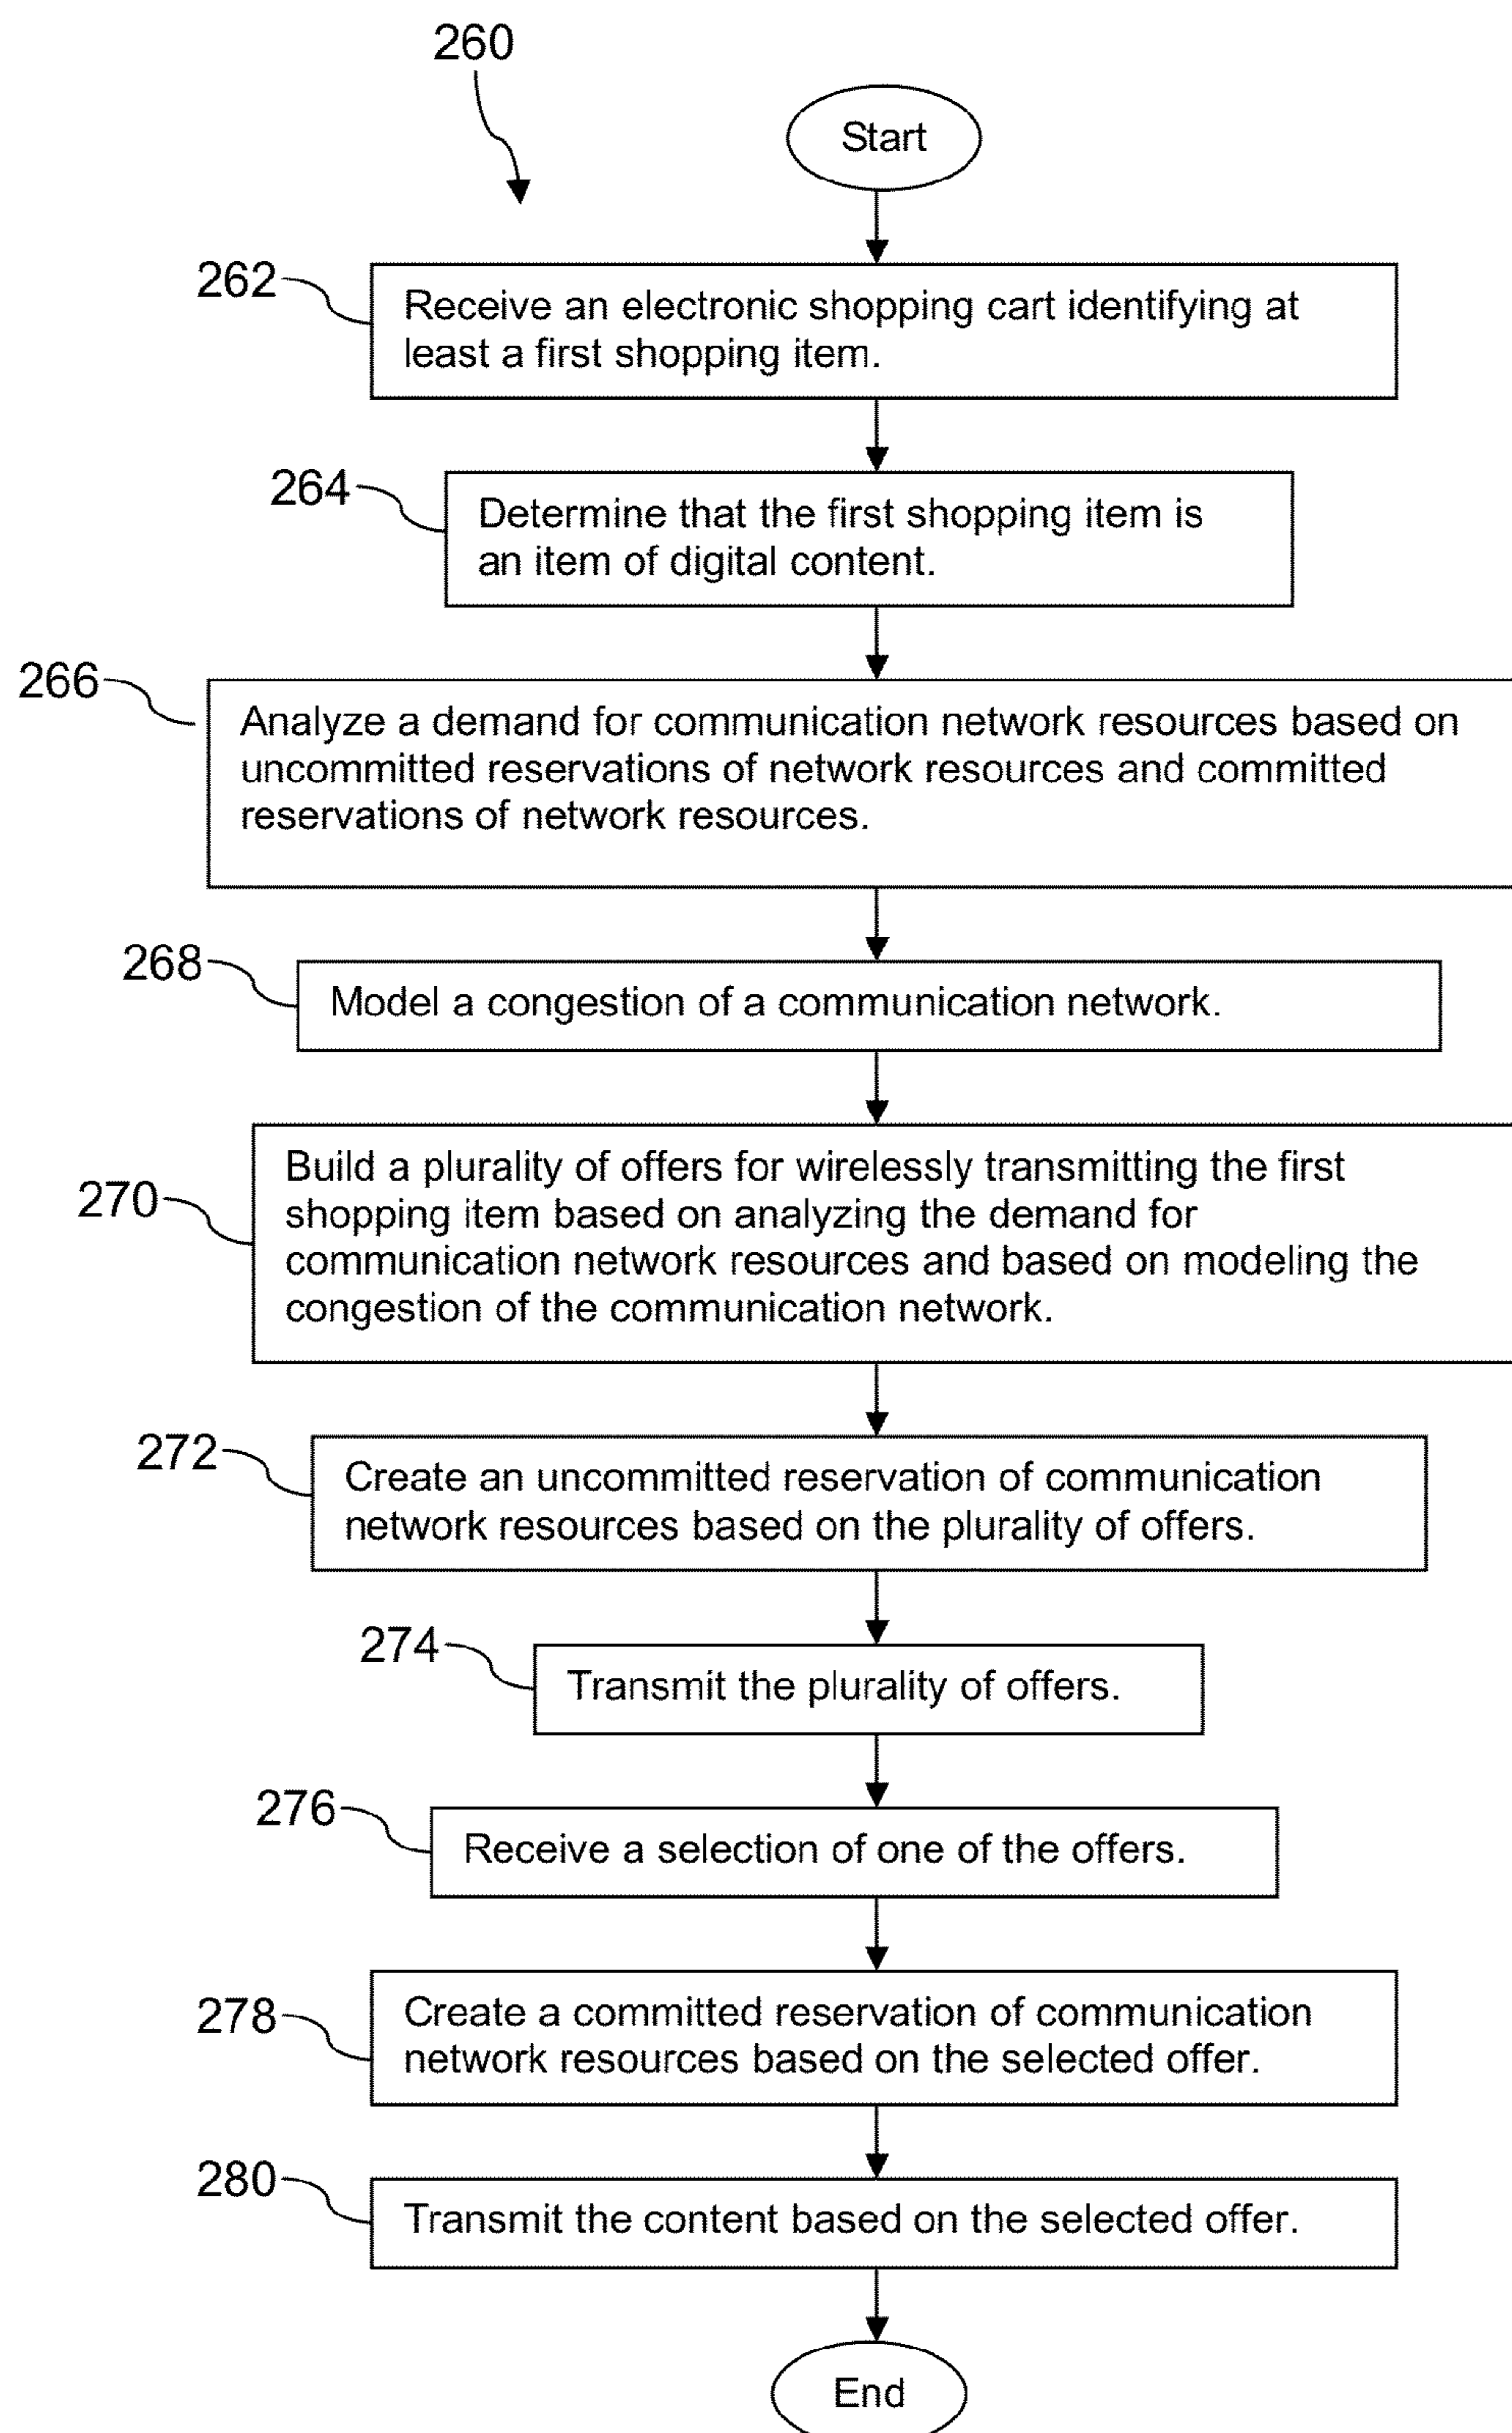 260
Start
262
Receive an electronic shopping cart identifying at
least a first shopping item.
264
Determine that the first shopping item is
an item of digital content.
266
Analyze a demand for communication network resources based on
uncommitted reservations of network resources and committed
reservations of network resources.
268
Model a congestion of a communication network.
270
Build a plurality of offers for wirelessly transmitting the first
shopping item based on analyzing the demand for
communication network resources and based on modeling the
congestion of the communication network.
272
Create an uncommitted reservation of communication
network resources based on the plurality of offers.
274
Transmit the plurality of offers.
276
Receive a selection of one of the offers.
278
Create a committed reservation of communication
network resources based on the selected offer.
280
Transmit the content based on the selected offer.
End